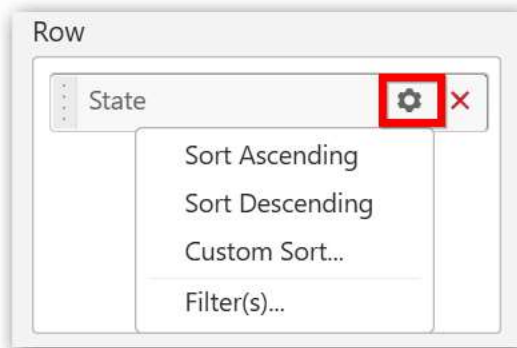 Row
State
Sort Ascending
Sort Descending
Custom Sort...
Filter(s)...